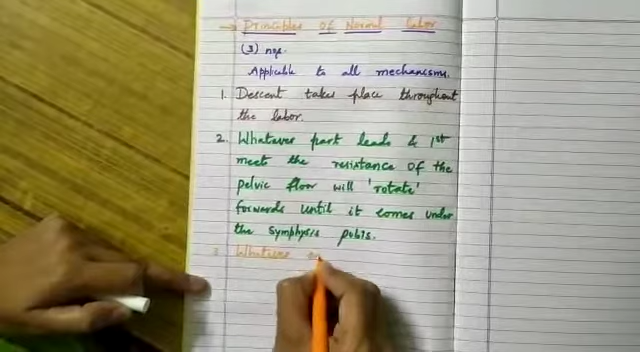 → Principles of Normal labor
(3) nos.
Applicable to all mechanisms.
1. Descent takes place throughout
the labor.
2. Whatever part leads & 1st
meet the resistance of the
pelvic floor will 'rotate'
forwards until it comes under
the symphysis pubis.
3. Whatever